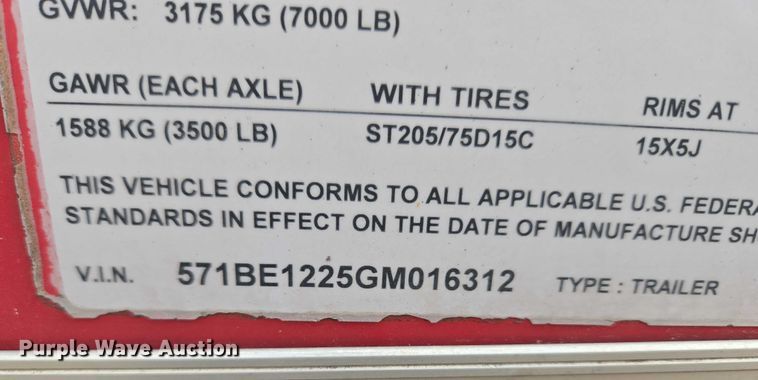 GVWR: 3175 KG (7000 LB)
GAWR (EACH AXLE) WITH TIRES RIMS AT
1588 KG (3500 LB) ST205/75D15C 15X5J
THIS VEHICLE CONFORMS TO ALL APPLICABLE U.S. FEDERA
STANDARDS IN EFFECT ON THE DATE OF MANUFACTURE SH
V.I.N. 571BE1225GM016312 TYPE : TRAILER
Purple Wave Auction